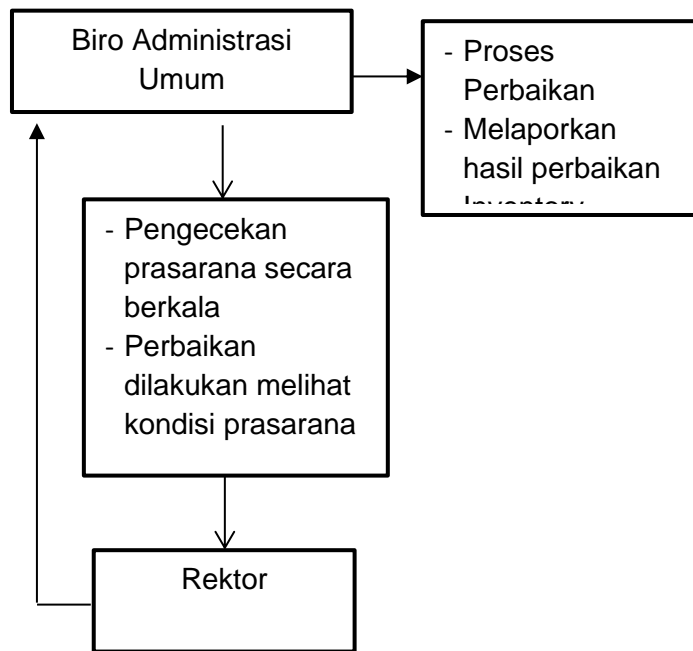 Biro Administrasi
Umum
- Proses
Perbaikan
- Melaporkan
hasil perbaikan
- Pengecekan
prasarana secara
berkala
- Perbaikan
dilakukan melihat
kondisi prasarana
Rektor